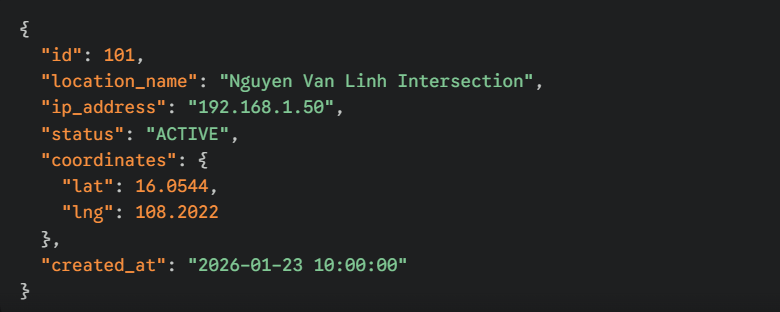 {
  "id": 101,
  "location_name": "Nguyen Van Linh Intersection",
  "ip_address": "192.168.1.50",
  "status": "ACTIVE",
  "coordinates": {
    "lat": 16.0544,
    "lng": 108.2022
  },
  "created_at": "2026-01-23 10:00:00"
}